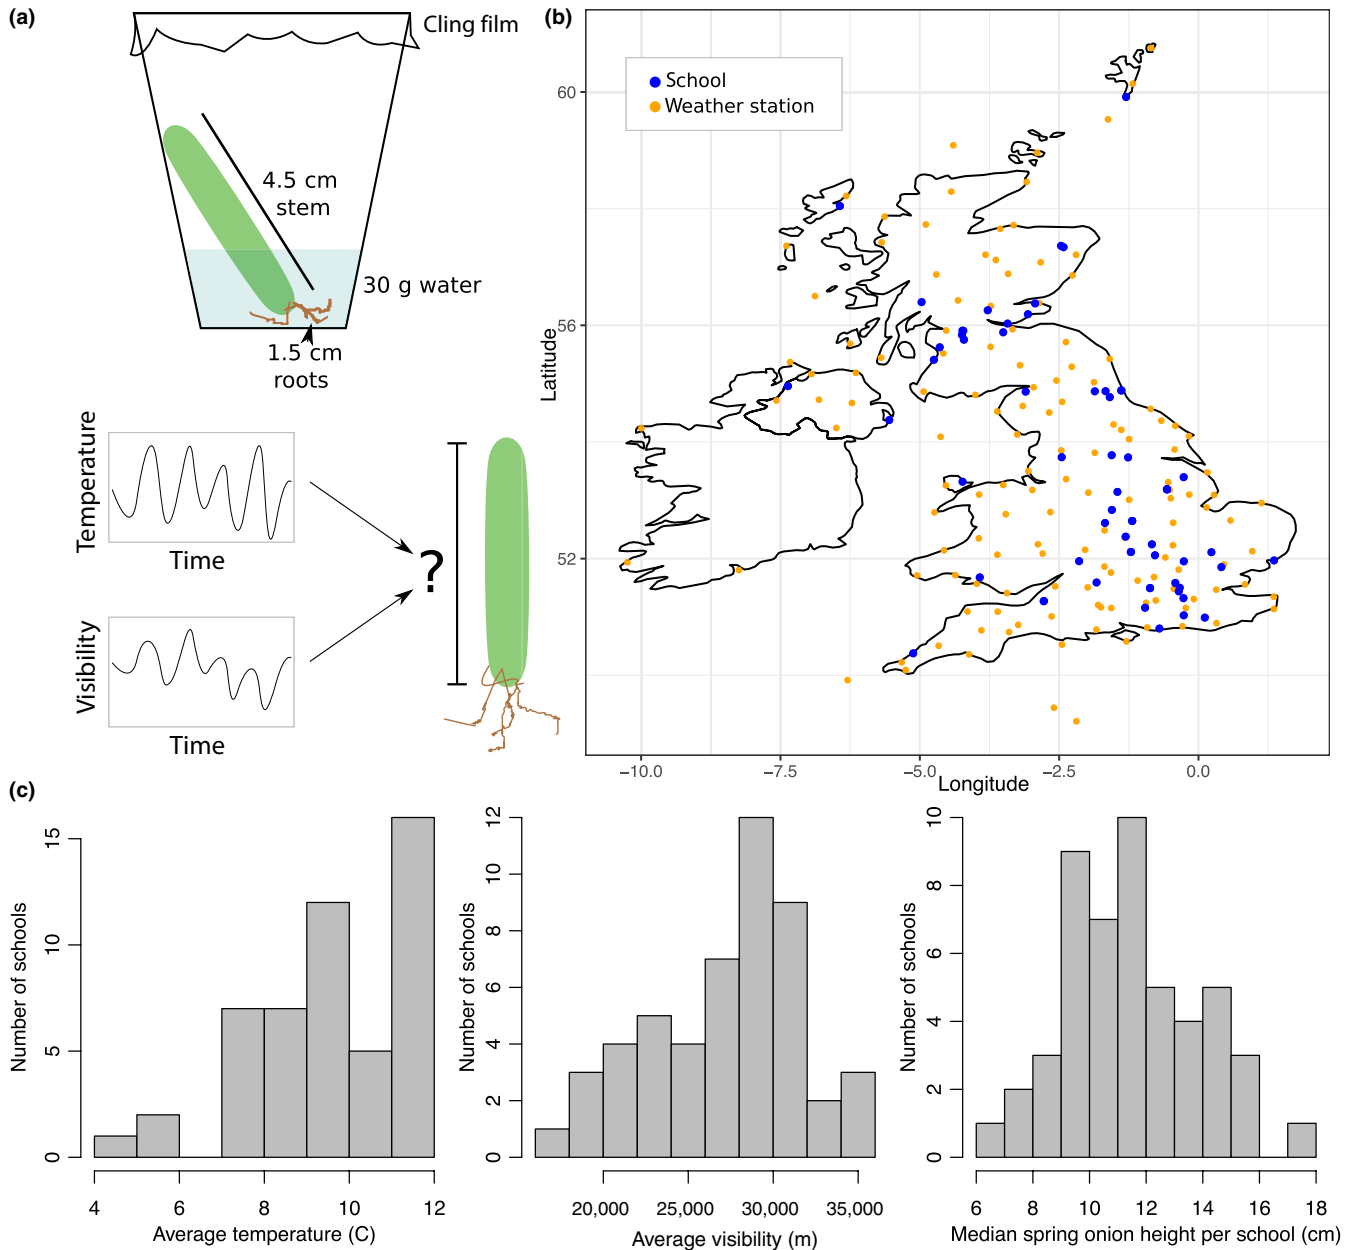 (a)
Cling film
4.5 cm
stem
30 g water
1.5 cm
roots
Temperature
Time
?
Visibility
Time
(b)
School
Weather station
Latitude
60
56
52
−10.0
−7.5
−5.0
−2.5
0.0
Longitude
(c)
Number of schools
0
5
10
15
4
6
8
10
12
Average temperature (C)
Number of schools
0
2
4
6
8
10
12
20,000
25,000
30,000
35,000
Average visibility (m)
Number of schools
0
2
4
6
8
10
6
8
10
12
14
16
18
Median spring onion height per school (cm)